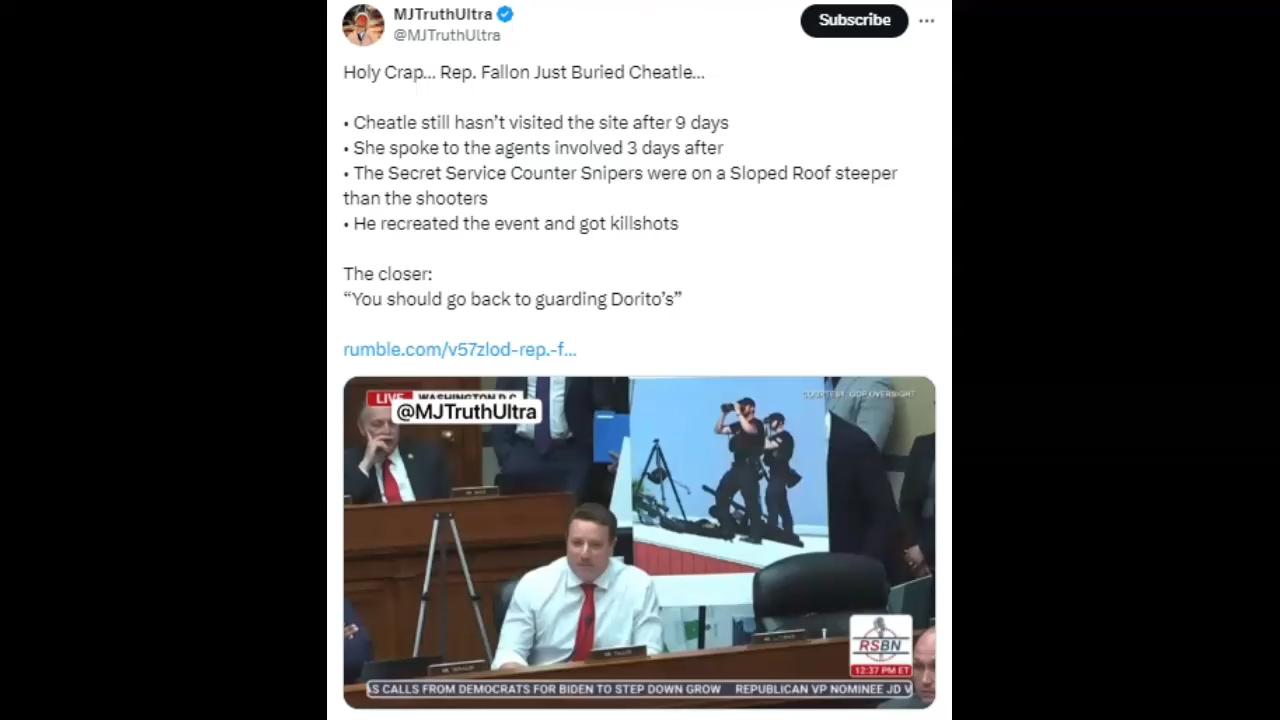 MJTruthUltra
@MJTruthUltra
Subscribe
Holy Crap... Rep. Fallon Just Buried Cheatle...
• Cheatle still hasn't visited the site after 9 days
• She spoke to the agents involved 3 days after
• The Secret Service Counter Snipers were on a Sloped Roof steeper
than the shooters
• He recreated the event and got killshots
The closer:
“You should go back to guarding Dorito's”
rumble.com/v57zlod-rep.-f...
LIVE WASHINGTON D.C.
COURTESY: GOP OVERSIGHT
@MJTruthUltra
MR. FALLON
RSBN
12:37 PM ET
AS CALLS FROM DEMOCRATS FOR BIDEN TO STEP DOWN GROW REPUBLICAN VP NOMINEE JD V